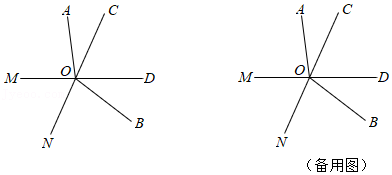 A C A C
M O D M O D
B B
N N
（备用图）